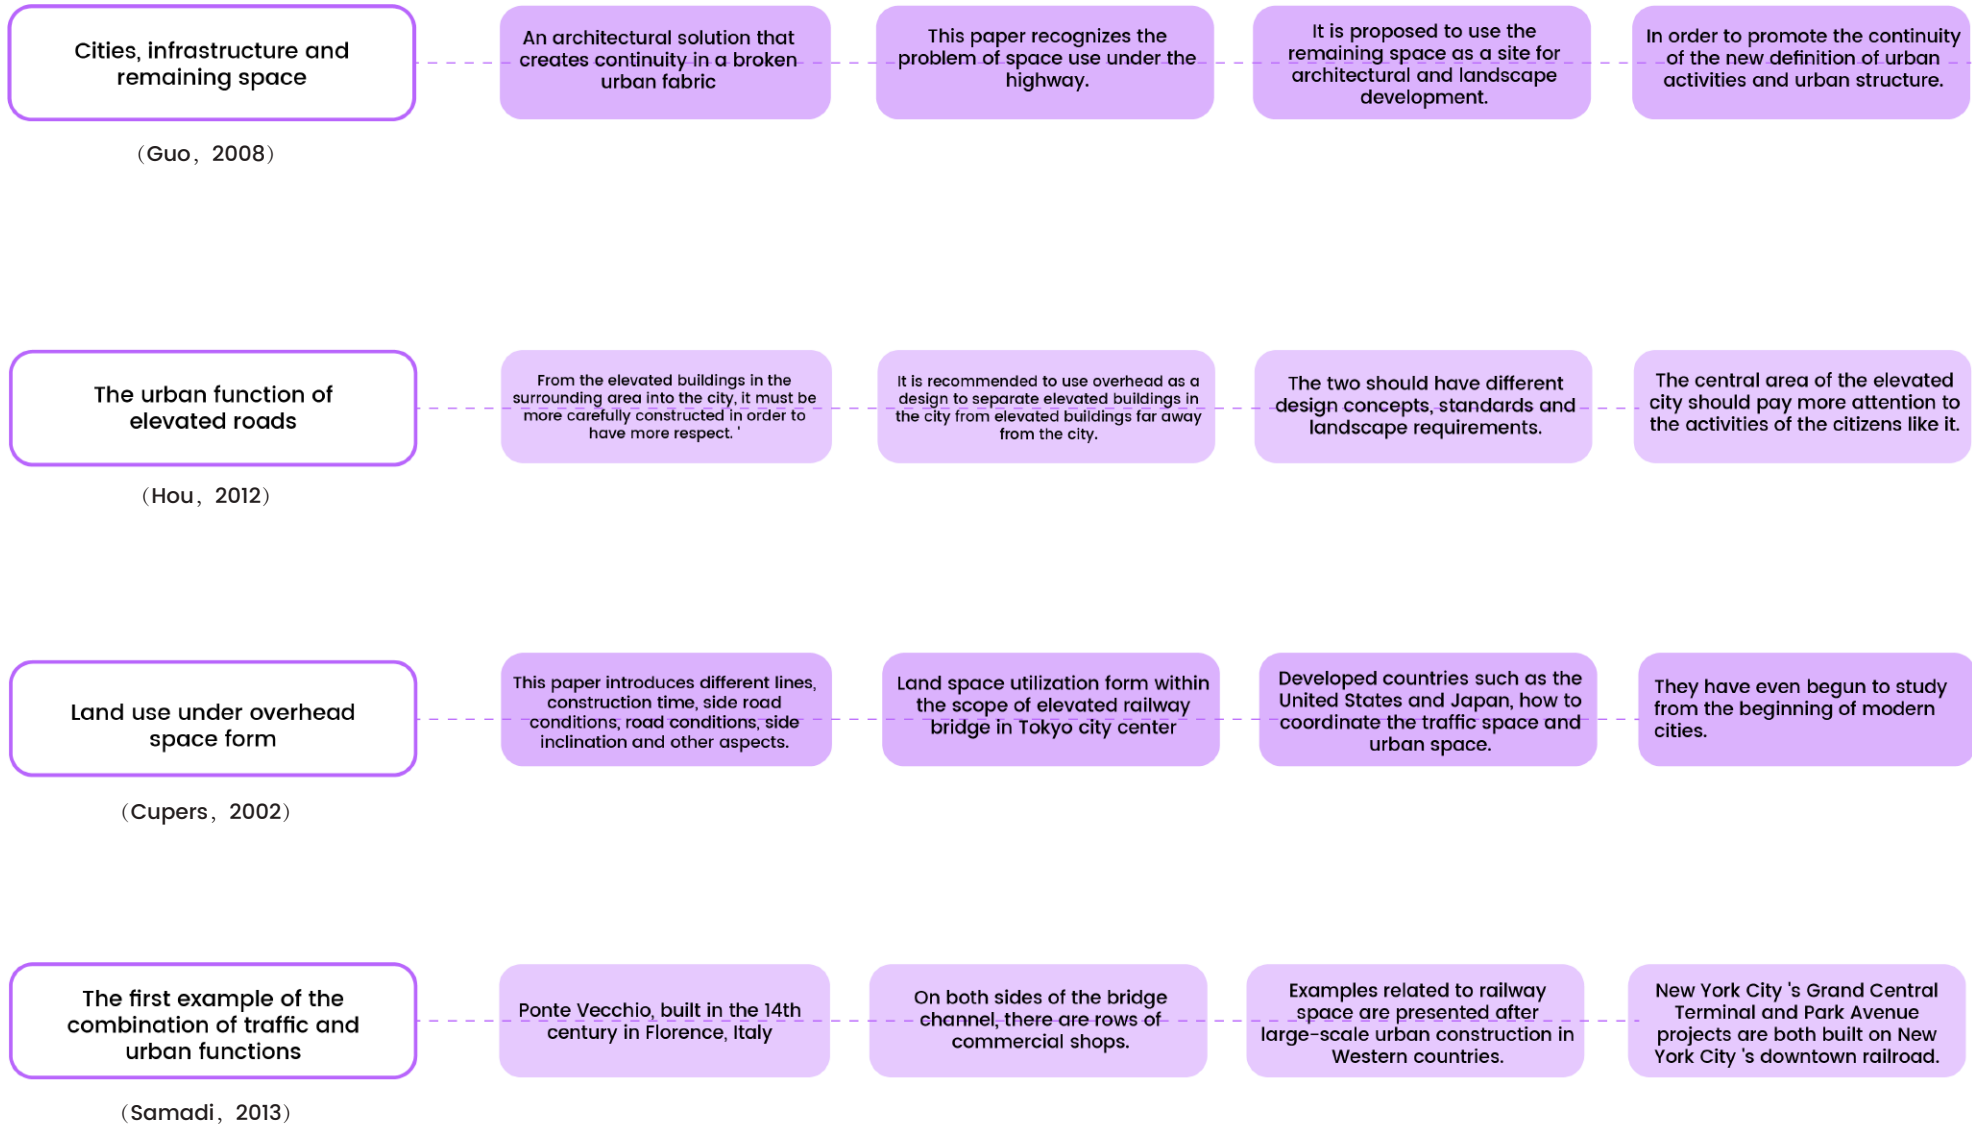 Cities, infrastructure and
remaining space
（Guo， 2008）
An architectural solution that
creates continuity in a broken
urban fabric
This paper recognizes the
problem of space use under the
highway.
It is proposed to use the
remaining space as a site for
architectural and landscape
development.
In order to promote the continuity
of the new definition of urban
activities and urban structure.
The urban function of
elevated roads
（Hou， 2012）
From the elevated buildings in the
surrounding area into the city, it must be
more carefully constructed in order to
have more respect. '
It is recommended to use overhead as a
design to separate elevated buildings in
the city from elevated buildings far away
from the city.
The two should have different
design concepts, standards and
landscape requirements.
The central area of the elevated
city should pay more attention to
the activities of the citizens like it.
Land use under overhead
space form
（Cupers， 2002）
This paper introduces different lines,
construction time, side road
conditions, road conditions, side
inclination and other aspects.
Land space utilization form within
the scope of elevated railway
bridge in Tokyo city center
Developed countries such as the
United States and Japan, how to
coordinate the traffic space and
urban space.
They have even begun to study
from the beginning of modern
cities.
The first example of the
combination of traffic and
urban functions
（Samadi， 2013）
Ponte Vecchio, built in the 14th
century in Florence, Italy
On both sides of the bridge
channel, there are rows of
commercial shops.
Examples related to railway
space are presented after
large-scale urban construction in
Western countries.
New York City 's Grand Central
Terminal and Park Avenue
projects are both built on New
York City 's downtown railroad.